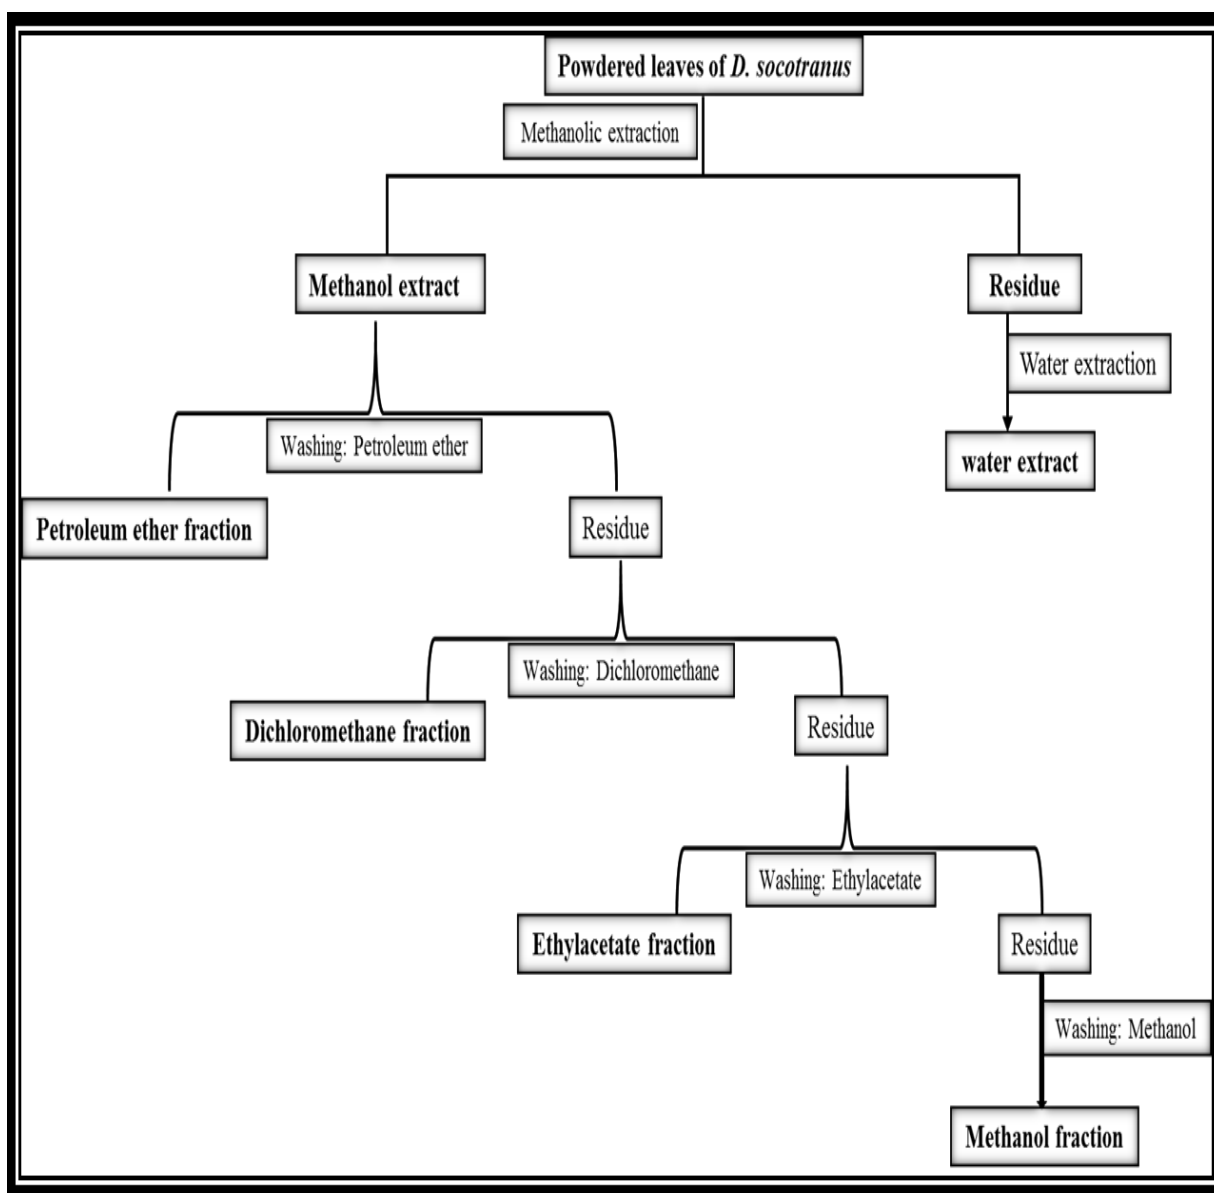 Powdered leaves of D. socotranus
Methanolic extraction
Methanol extract
Residue
Water extraction
water extract
Washing: Petroleum ether
Petroleum ether fraction
Residue
Washing: Dichloromethane
Dichloromethane fraction
Residue
Washing: Ethylacetate
Ethylacetate fraction
Residue
Washing: Methanol
Methanol fraction